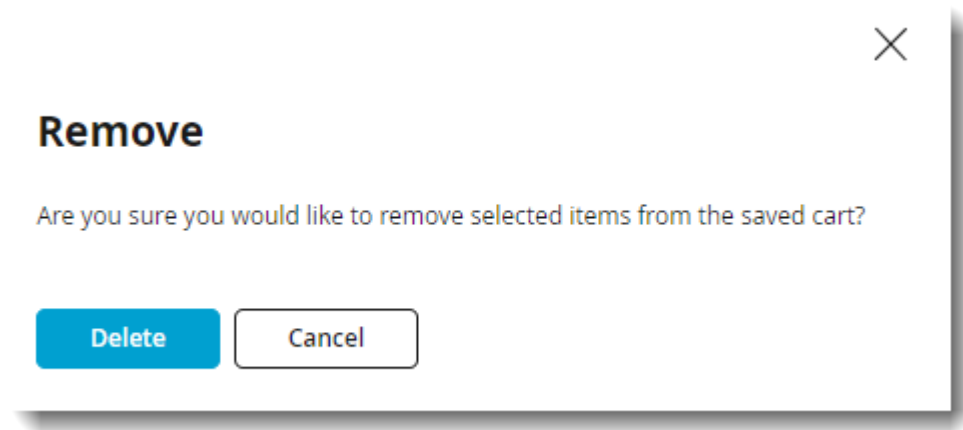 Remove
Are you sure you would like to remove selected items from the saved cart?
Delete
Cancel